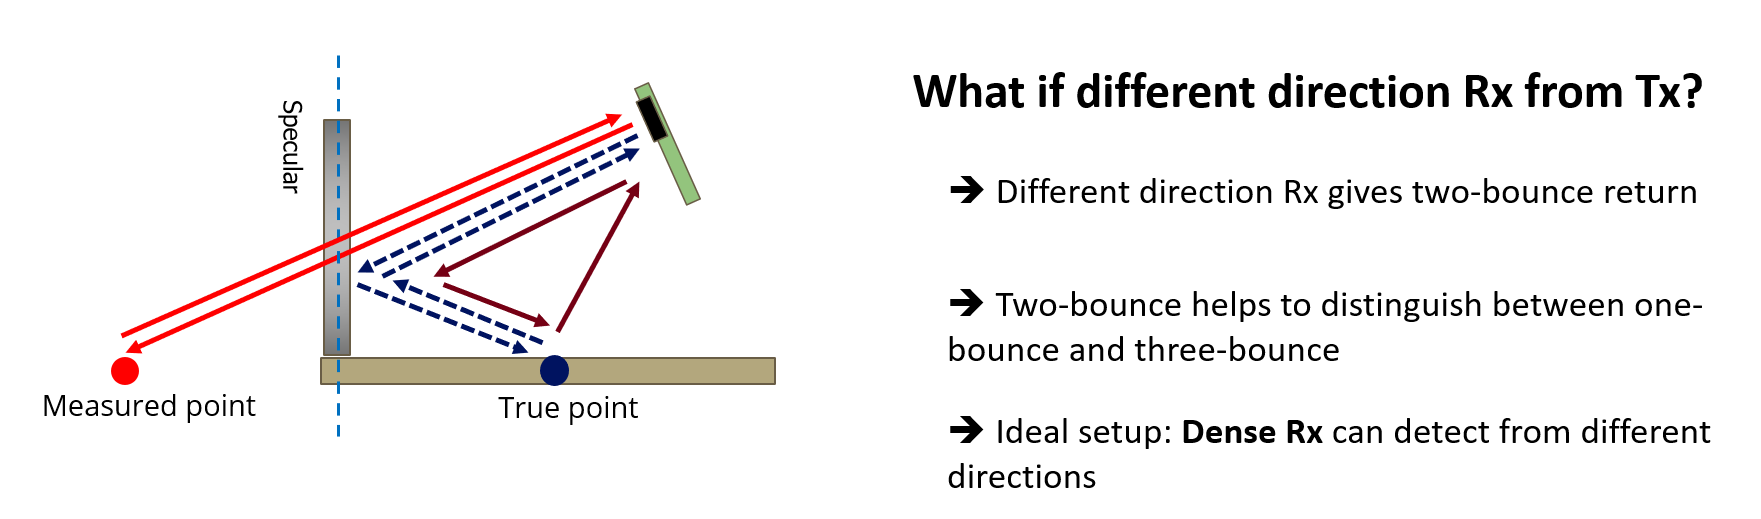 Specular
Measured point
True point
What if different direction Rx from Tx?
➔ Different direction Rx gives two-bounce return
➔ Two-bounce helps to distinguish between one-
bounce and three-bounce
➔ Ideal setup: Dense Rx can detect from different
directions